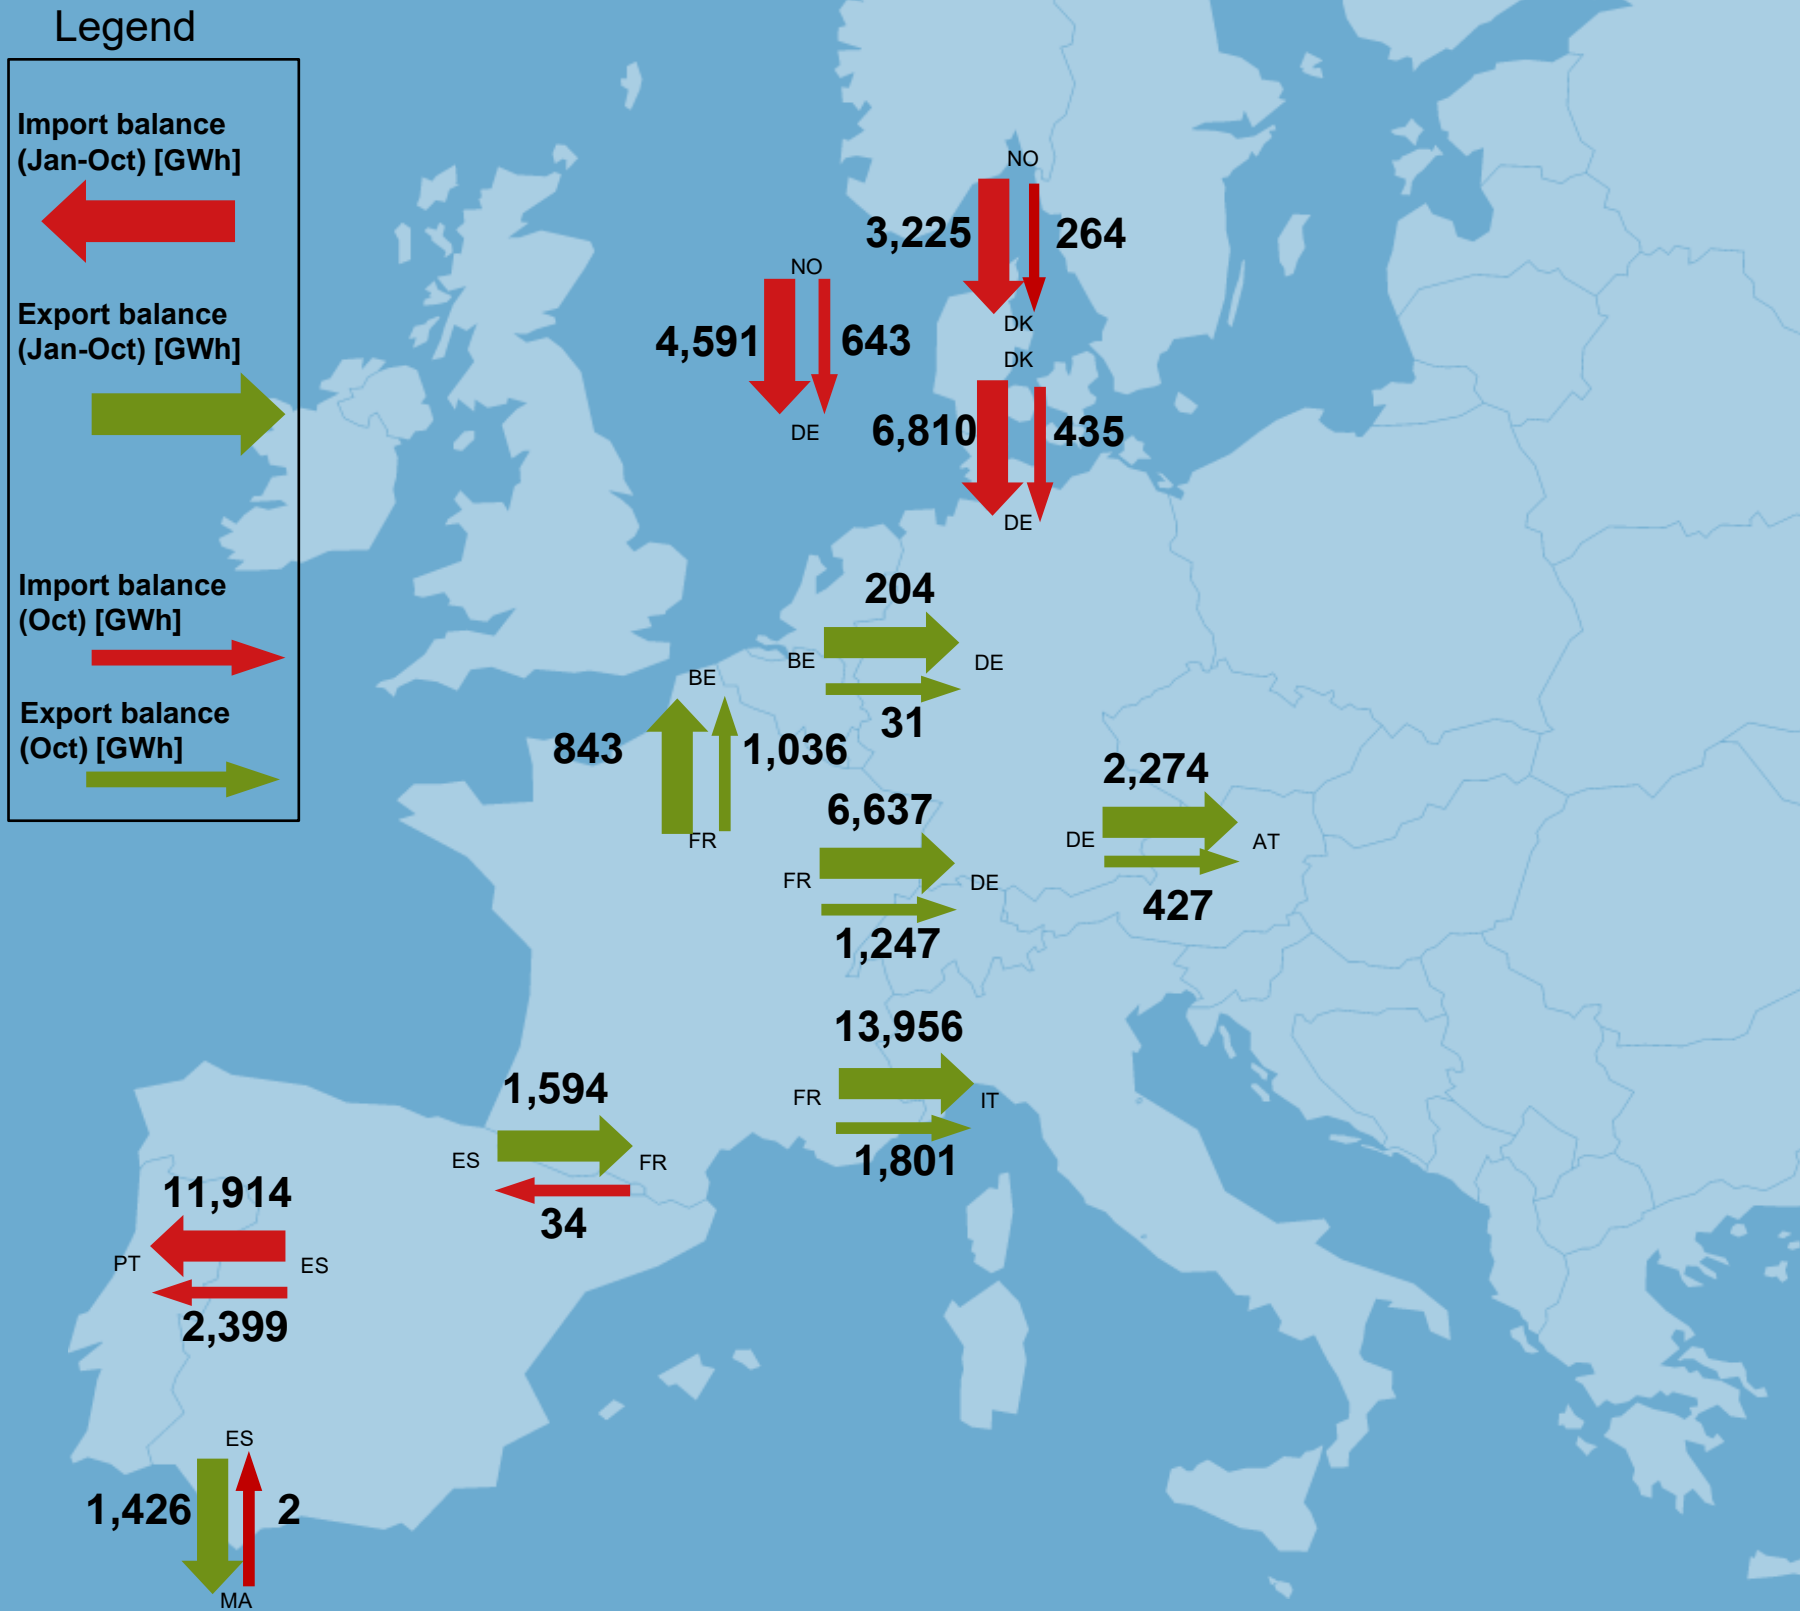 Legend
Import balance
(Jan-Oct) [GWh]
Export balance
(Jan-Oct) [GWh]
Import balance
(Oct) [GWh]
Export balance
(Oct) [GWh]
NO
3,225
264
DK
NO
4,591
643
DE
DK
6,810
435
DE
204
BE
DE
31
BE
843
1,036
FR
6,637
FR
DE
1,247
2,274
DE
AT
427
13,956
FR
IT
1,801
1,594
ES
FR
34
11,914
PT
ES
2,399
ES
1,426
2
MA